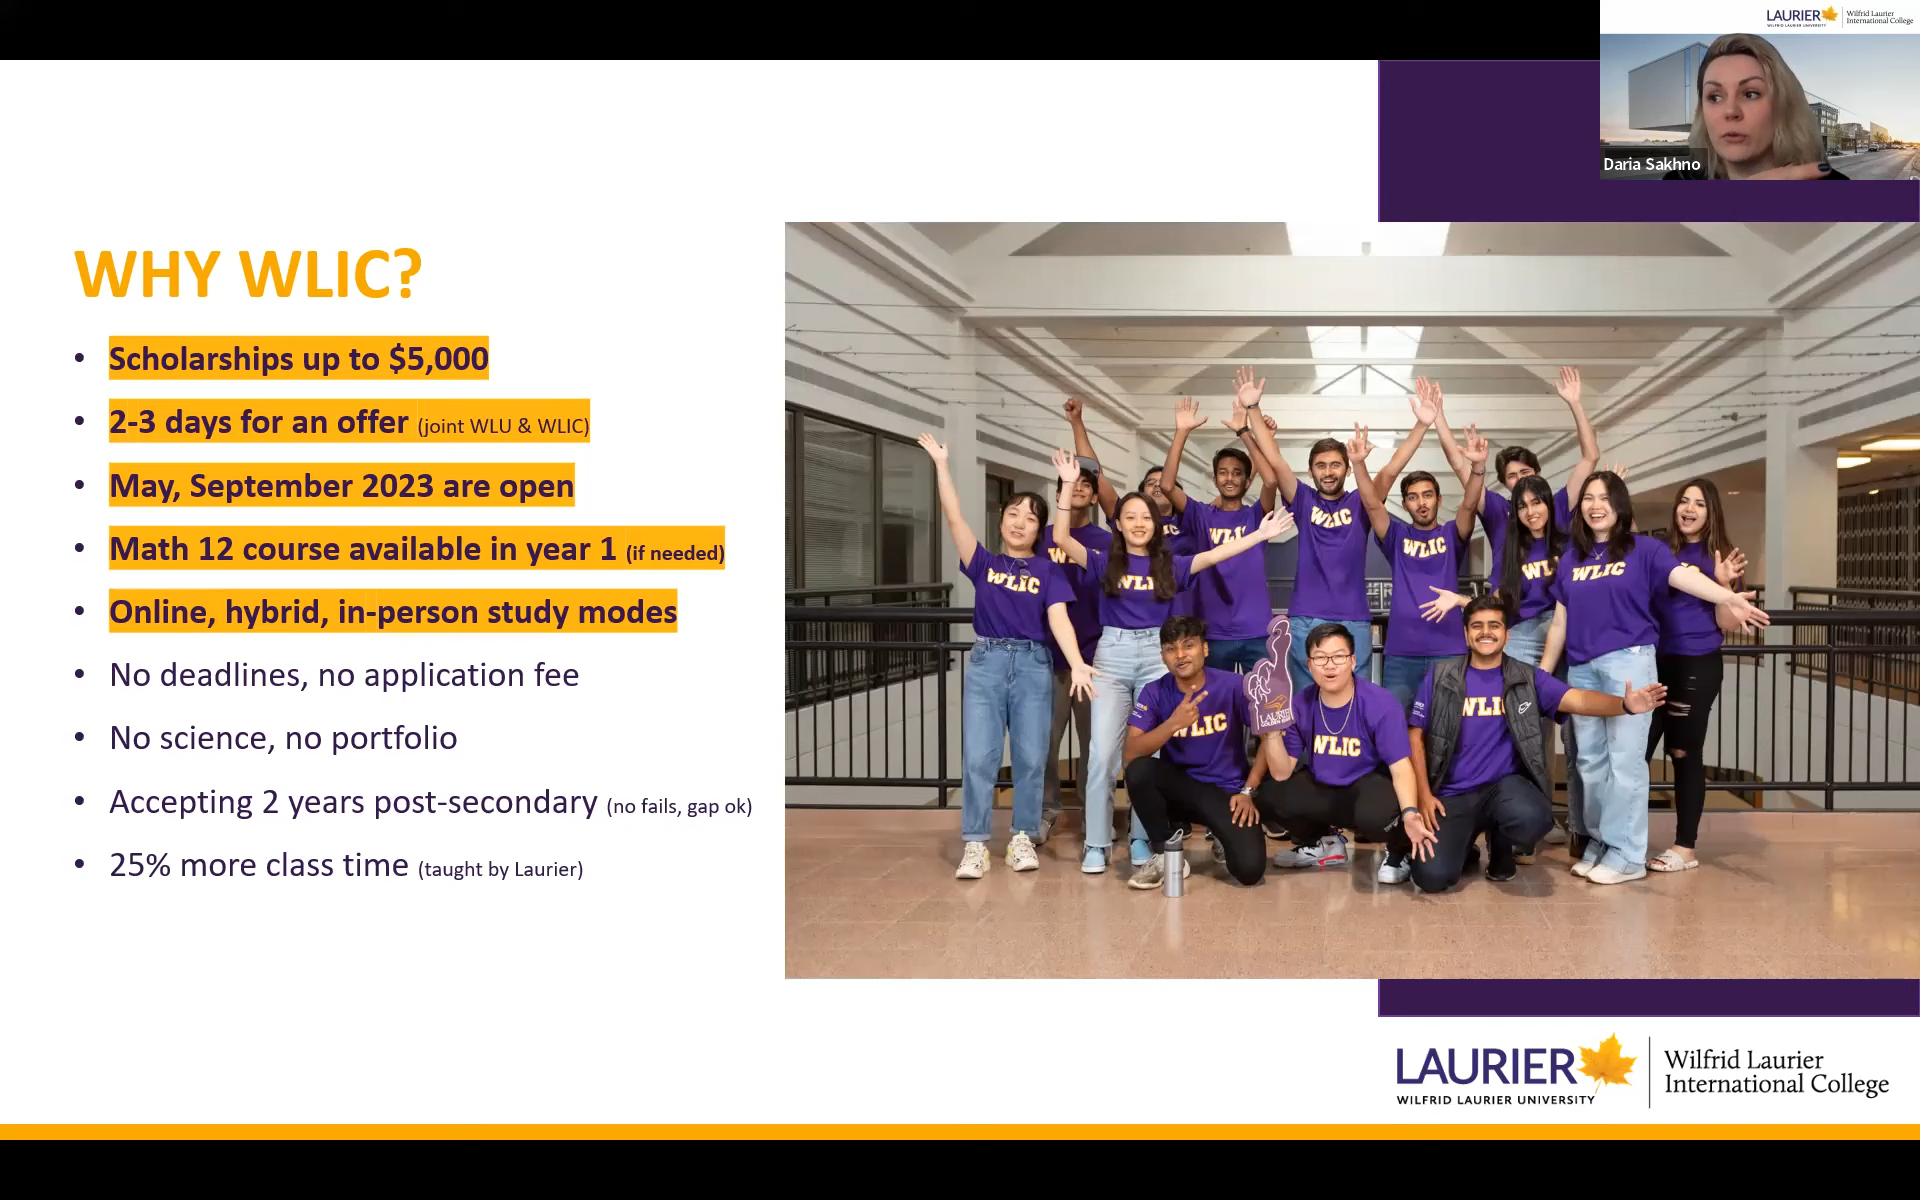 LAURIER
WILFRID LAURIER UNIVERSITY
Wilfrid Laurier
International College
Daria Sakhno
WHY WLIC?
• Scholarships up to $5,000
• 2-3 days for an offer (joint WLU & WLIC)
• May, September 2023 are open
• Math 12 course available in year 1 (if needed)
• Online, hybrid, in-person study modes
• No deadlines, no application fee
• No science, no portfolio
• Accepting 2 years post-secondary (no fails, gap ok)
• 25% more class time (taught by Laurier)
WLIC
WLIC
WLIC
WLIC
WLIC
WLIC
LAURIER
WILFRID LAURIER UNIVERSITY
Wilfrid Laurier
International College